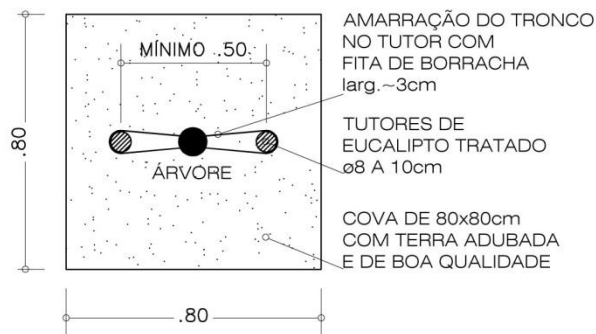 AMARRAÇÃO DO TRONCO
NO TUTOR COM
FITA DE BORRACHA
larg.~3cm
MÍNIMO .50
TUTORES DE
EUCALIPTO TRATADO
ø8 A 10cm
.80
ÁRVORE
COVA DE 80x80cm
COM TERRA ADUBADA
E DE BOA QUALIDADE
.80